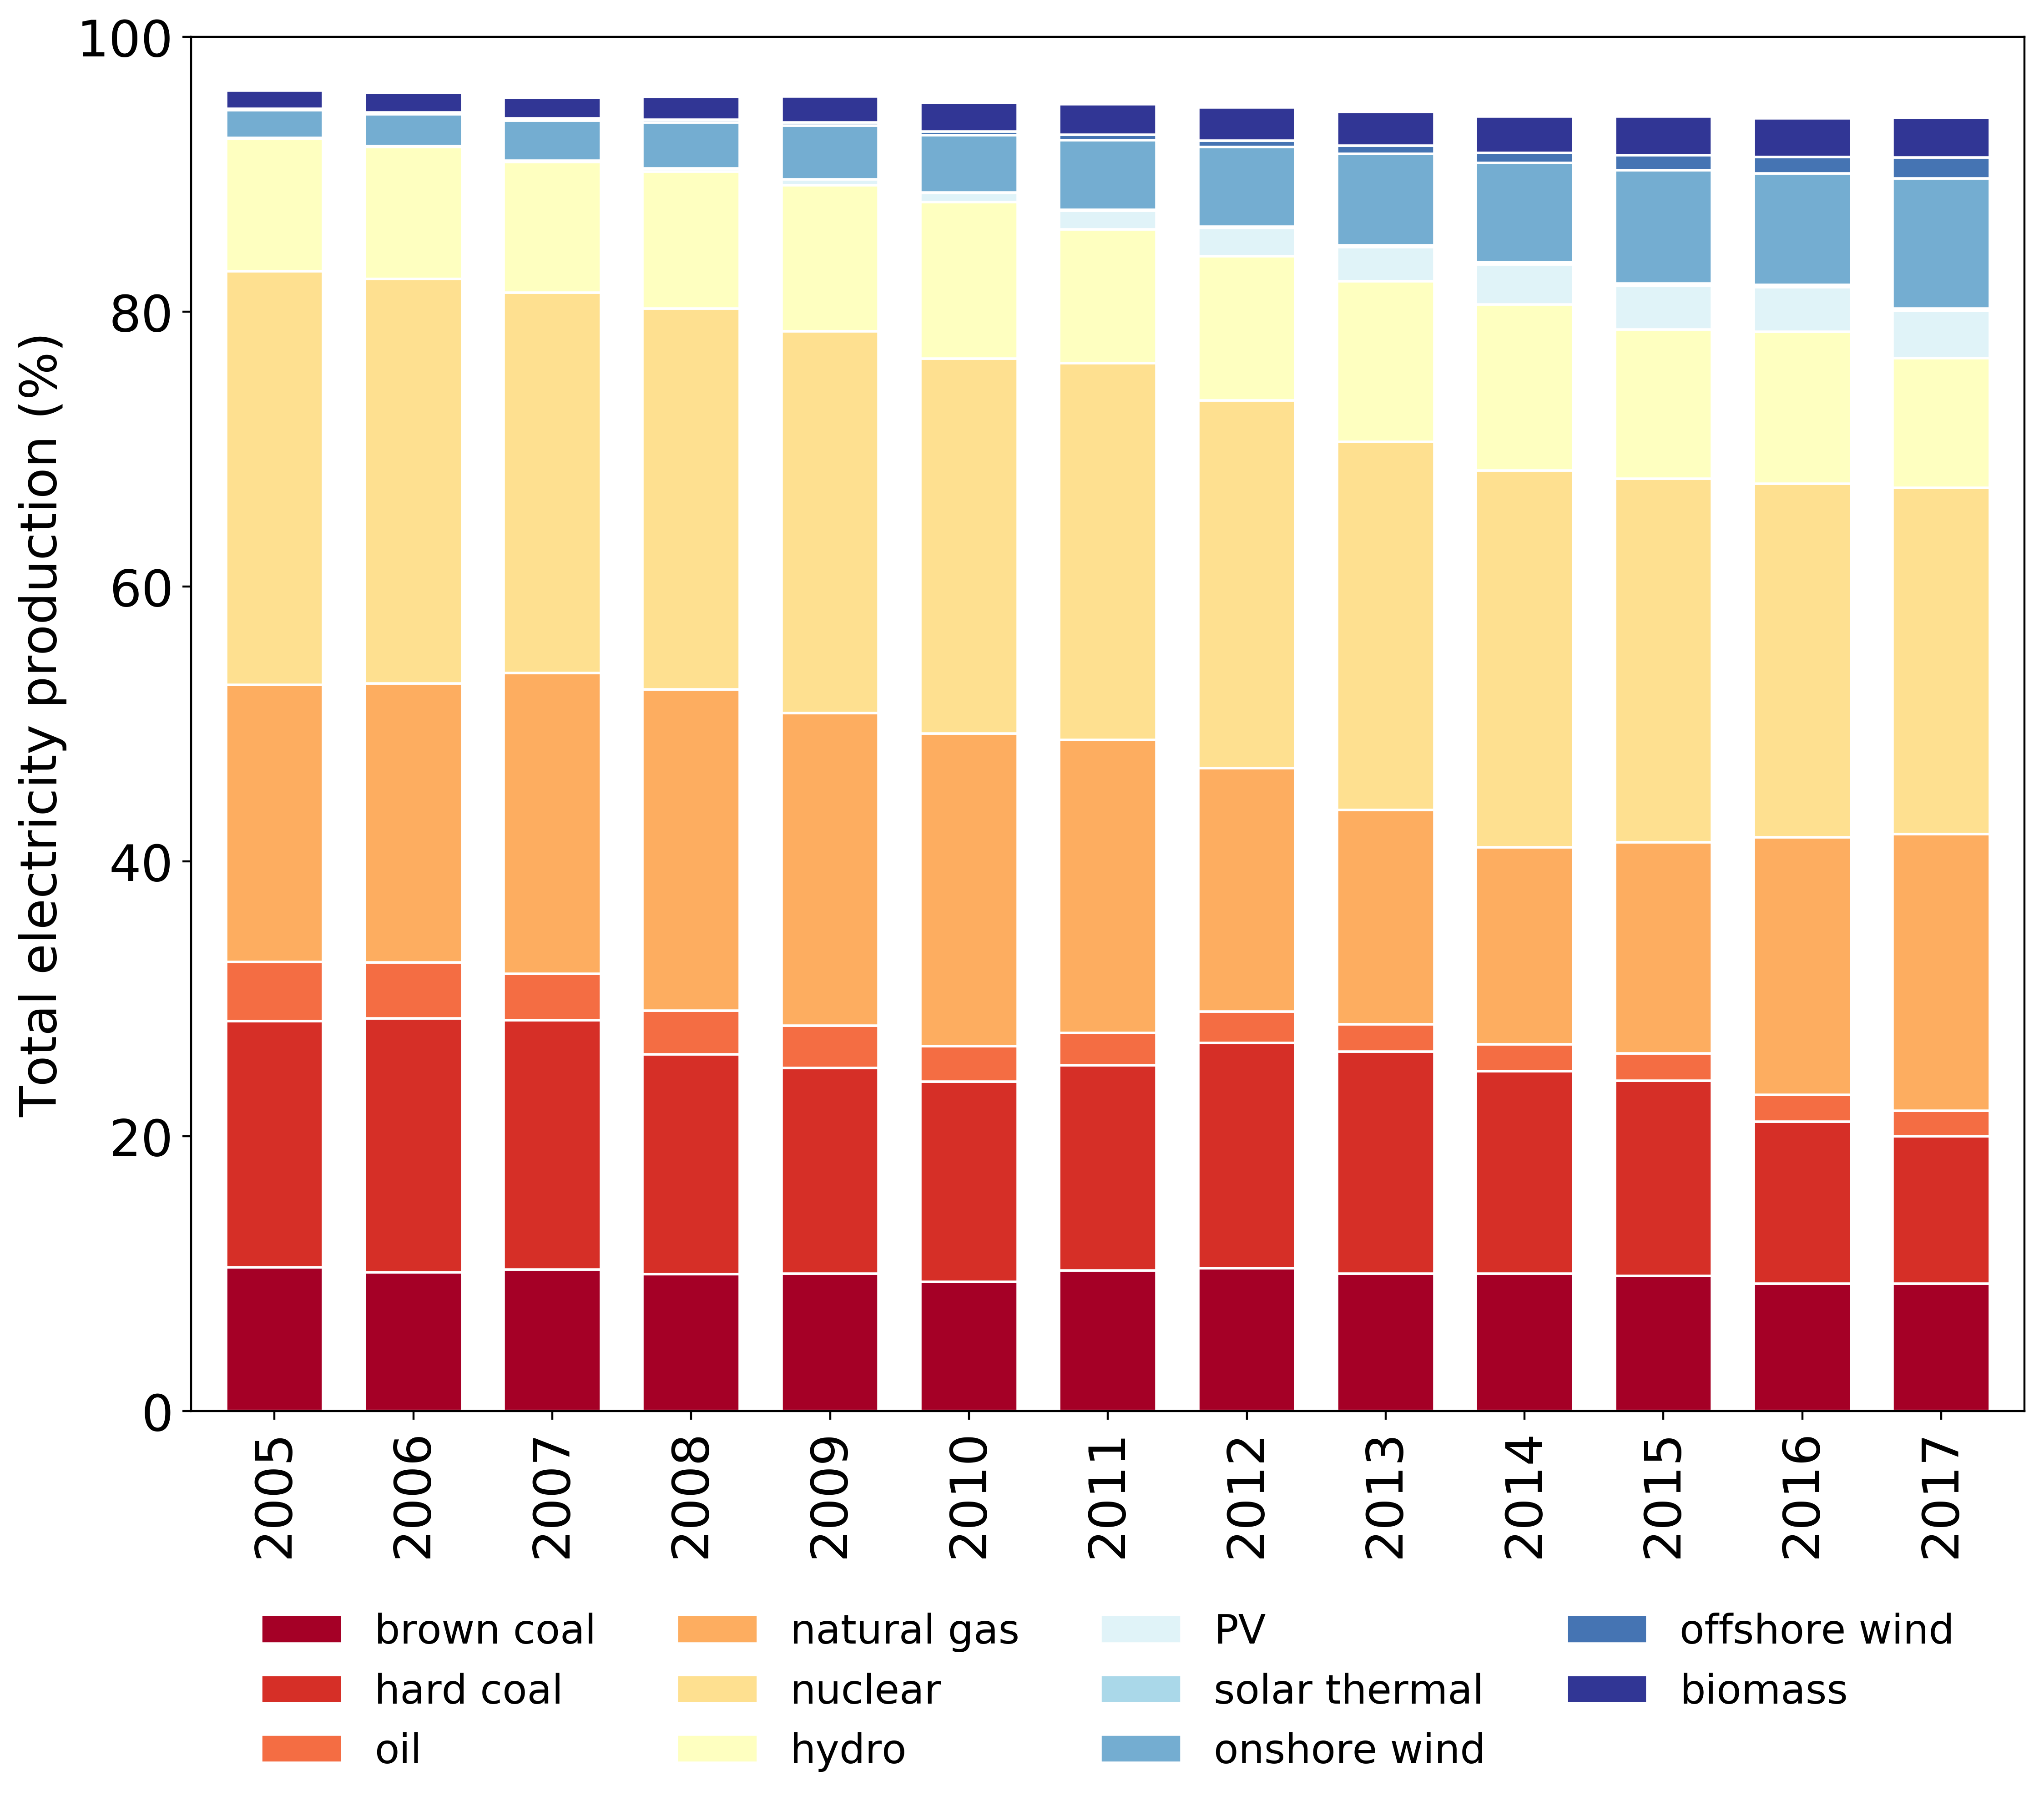 Total electricity production (%)
100
80
60
40
20
0
2005 2006 2007 2008 2009 2010 2011 2012 2013 2014 2015 2016 2017
brown coal natural gas PV offshore wind
hard coal nuclear solar thermal biomass
oil hydro onshore wind